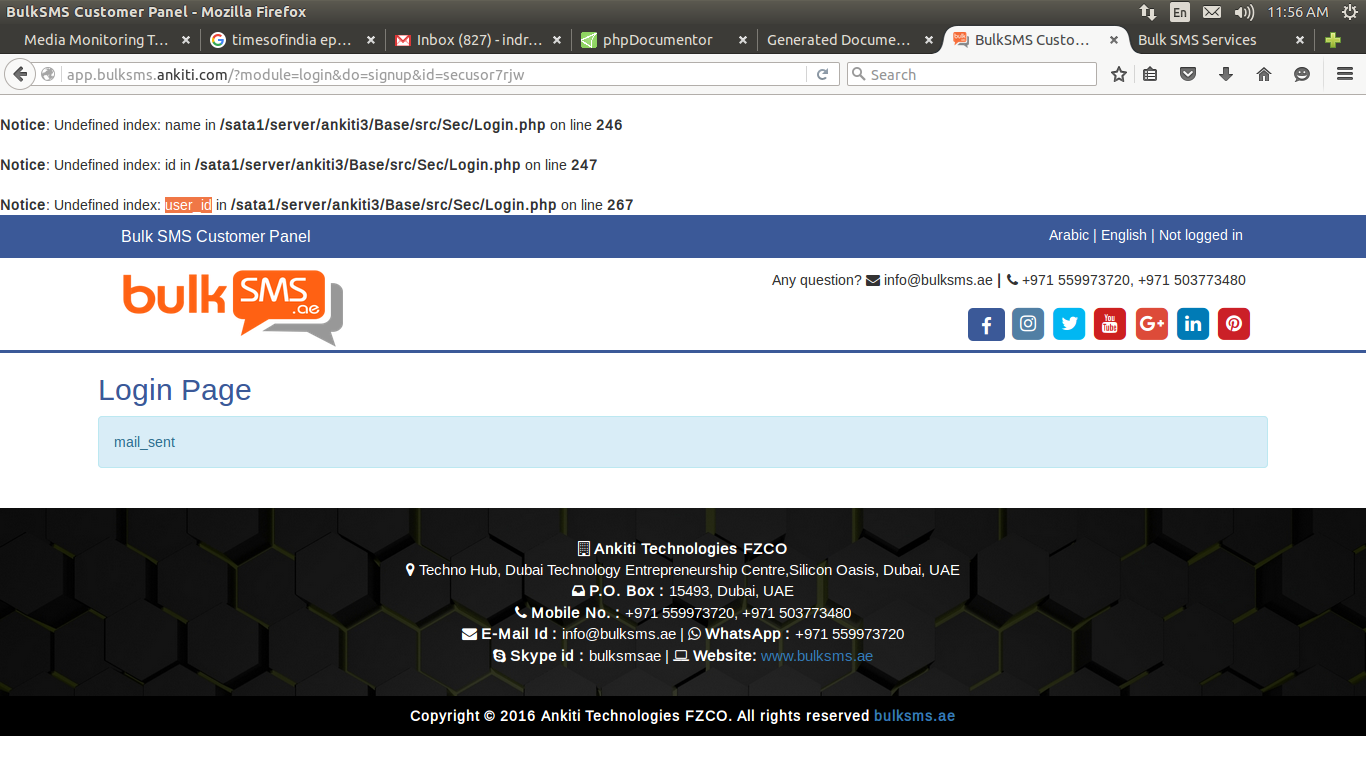 BulkSMS Customer Panel - Mozilla Firefox
En 11:56 AM
Media Monitoring T... × timesofindia ep... × Inbox (827) - indr... × phpDocumentor × Generated Docume... × BulkSMS Custo... × Bulk SMS Services ×
app.bulksms.ankiti.com/?module=login&do=signup&id=secusor7rjw
Search
Notice: Undefined index: name in /sata1/server/ankiti3/Base/src/Sec/Login.php on line 246
Notice: Undefined index: id in /sata1/server/ankiti3/Base/src/Sec/Login.php on line 247
Notice: Undefined index: user_id in /sata1/server/ankiti3/Base/src/Sec/Login.php on line 267
Bulk SMS Customer Panel
Arabic | English | Not logged in
bulk SMS .ae
Any question? info@bulksms.ae | +971 559973720, +971 503773480
You Tube G+ in
Login Page
mail_sent
Ankiti Technologies FZCO
Techno Hub, Dubai Technology Entrepreneurship Centre,Silicon Oasis, Dubai, UAE
P.O. Box : 15493, Dubai, UAE
Mobile No. : +971 559973720, +971 503773480
E-Mail Id : info@bulksms.ae | WhatsApp : +971 559973720
Skype id : bulksmsae | Website: www.bulksms.ae
Copyright © 2016 Ankiti Technologies FZCO. All rights reserved bulksms.ae